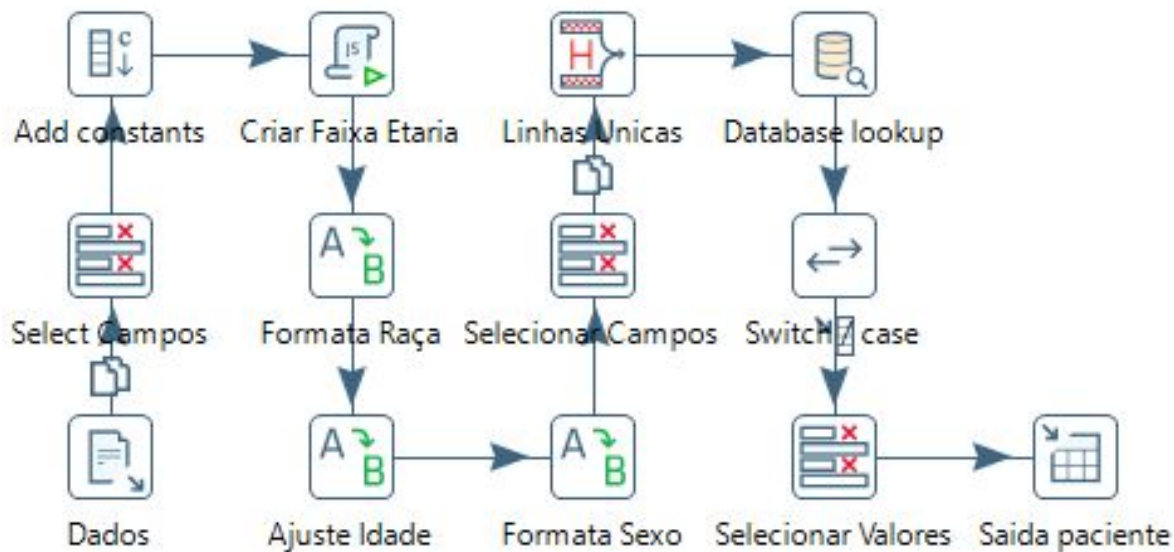 Add constants
Criar Faixa Etaria
Linhas Unicas
Database lookup
Select Campos
Formata Raça
Selecionar Campos
Switch / case
Dados
Ajuste Idade
Formata Sexo
Selecionar Valores
Saida paciente